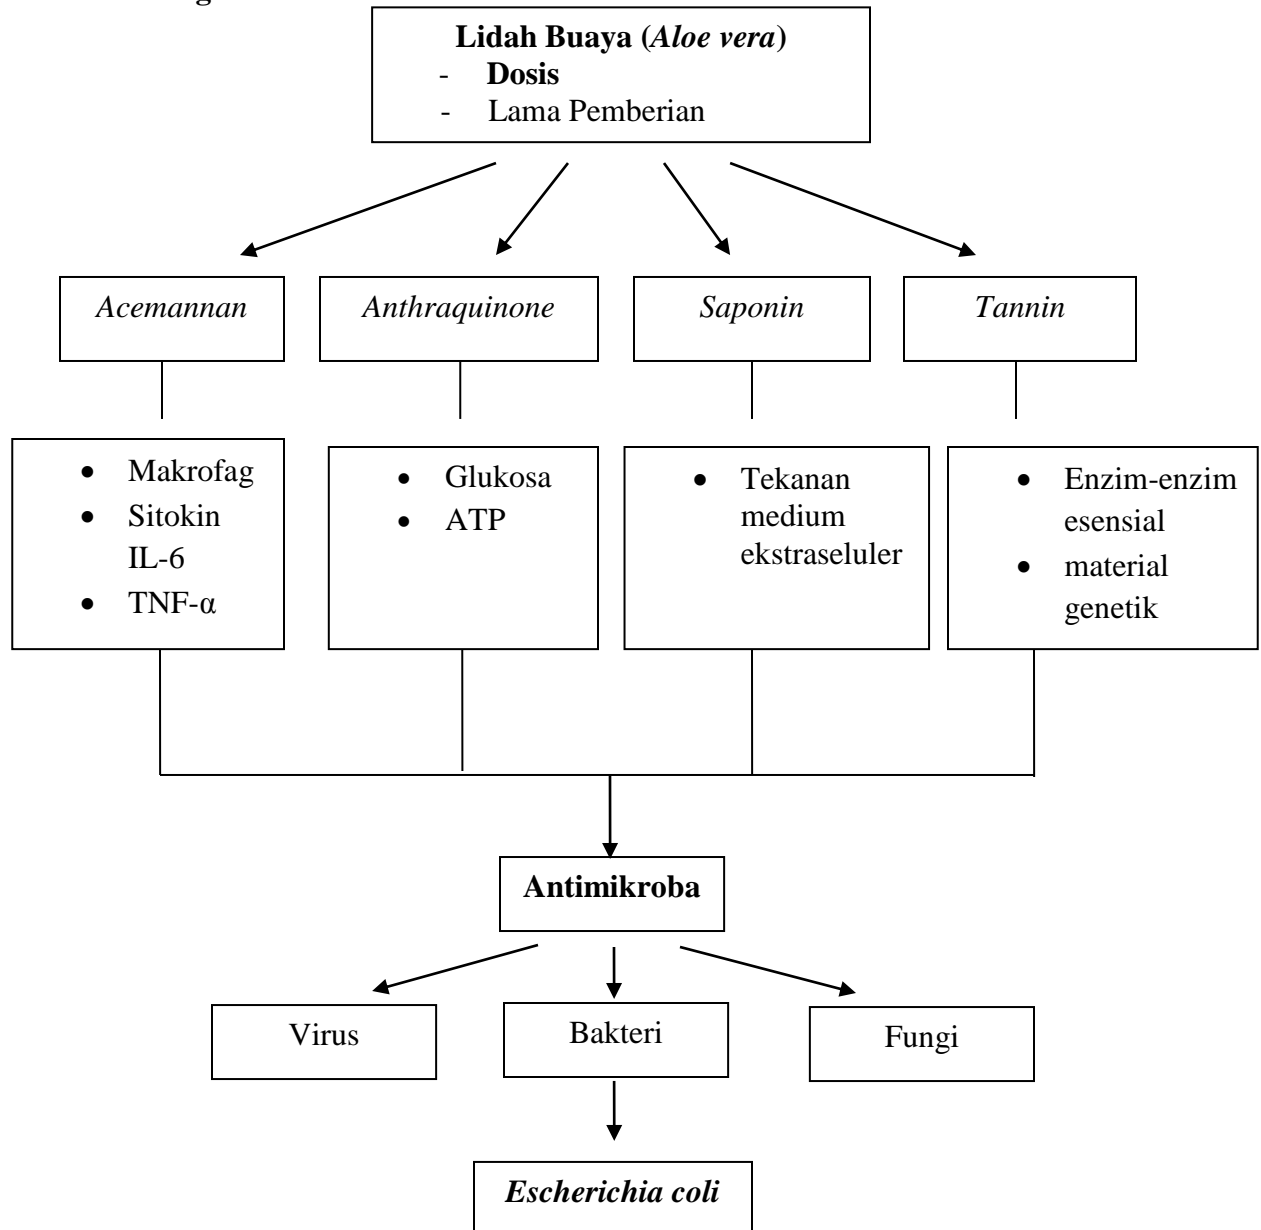 g
Lidah Buaya (Aloe vera)
- Dosis
- Lama Pemberian
Acemannan
Anthraquinone
Saponin
Tannin
• Makrofag
• Sitokin
IL-6
• TNF-α
• Glukosa
• ATP
• Tekanan
medium
ekstraseluler
• Enzim-enzim
esensial
• material
genetik
Antimikroba
Virus
Bakteri
Fungi
Escherichia coli